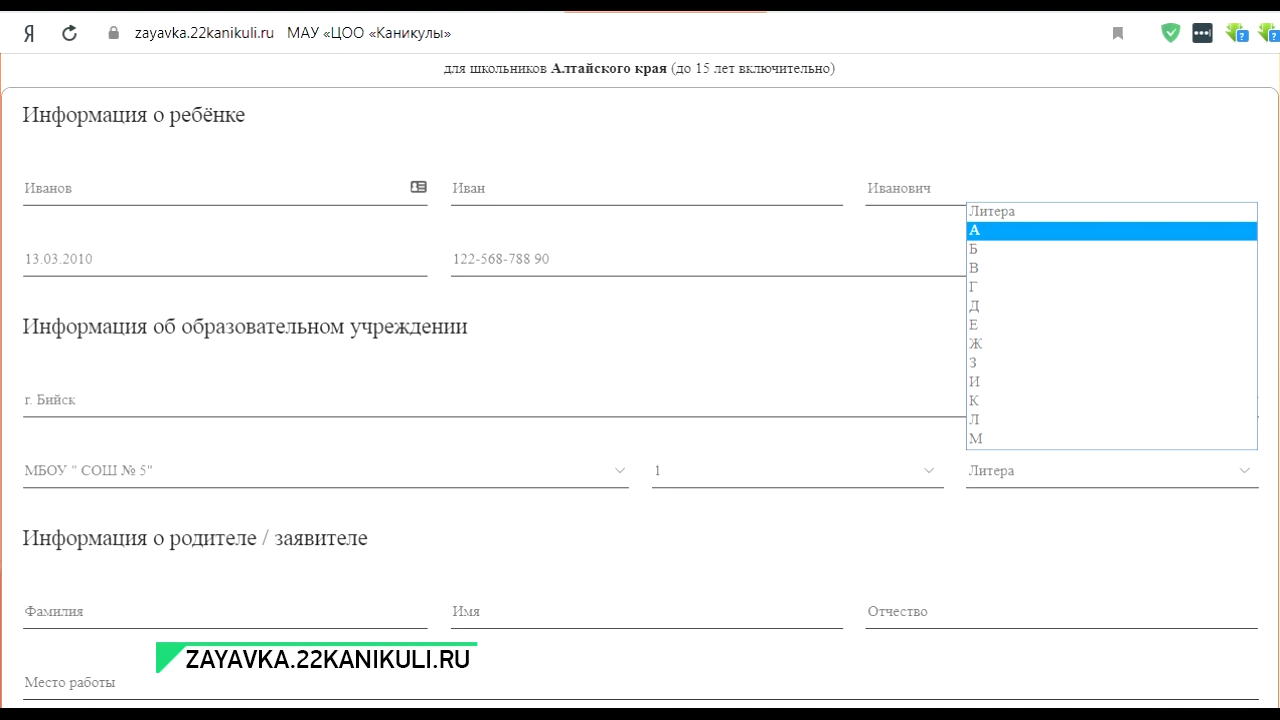 Я zayavka.22kanikuli.ru МАУ «ЦОО «Каникулы»
для школьников Алтайского края (до 15 лет включительно)
Информация о ребёнке
Иванов Иван Иванович
13.03.2010 122-568-788 90
Литера
А
Б
В
Г
Д
Е
Ж
З
И
К
Л
М
Информация об образовательном учреждении
г. Бийск
МБОУ " СОШ № 5" 1 Литера
Информация о родителе / заявителе
Фамилия Имя Отчество
ZAYAVKA.22KANIKULI.RU
Место работы